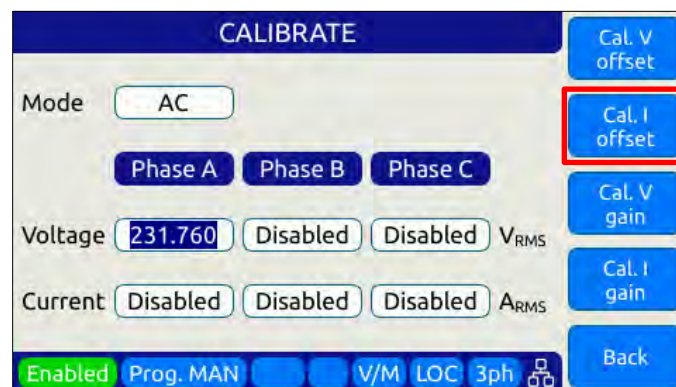 CALIBRATE
Mode AC
Phase A Phase B Phase C
Voltage 231.760 Disabled Disabled VRMS
Current Disabled Disabled Disabled ARMS
Enabled Prog. MAN V/M LOC 3ph
Cal. V
offset
Cal. I
offset
Cal. V
gain
Cal. I
gain
Back